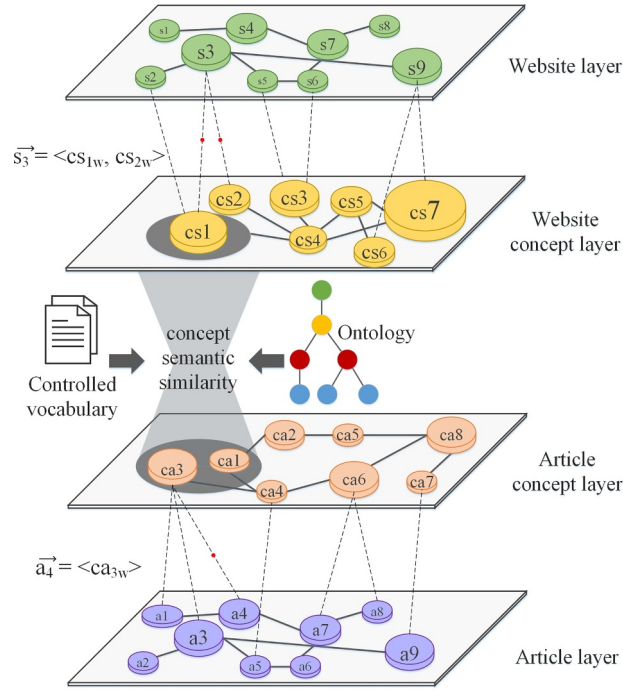 s1
s4
s8
s7
s3
s9
s2
s5
s6
Website layer
s₃⃗ = <cs₁w, cs₂w>
cs2
cs3
cs5
cs7
cs1
cs4
cs6
Website
concept layer
concept
semantic
similarity
Ontology
Controlled
vocabulary
ca2
ca5
ca8
ca1
ca3
ca6
ca7
ca4
Article
concept layer
a₄⃗ = <ca₃w>
a1
a4
a8
a7
a3
a9
a2
a5
a6
Article layer